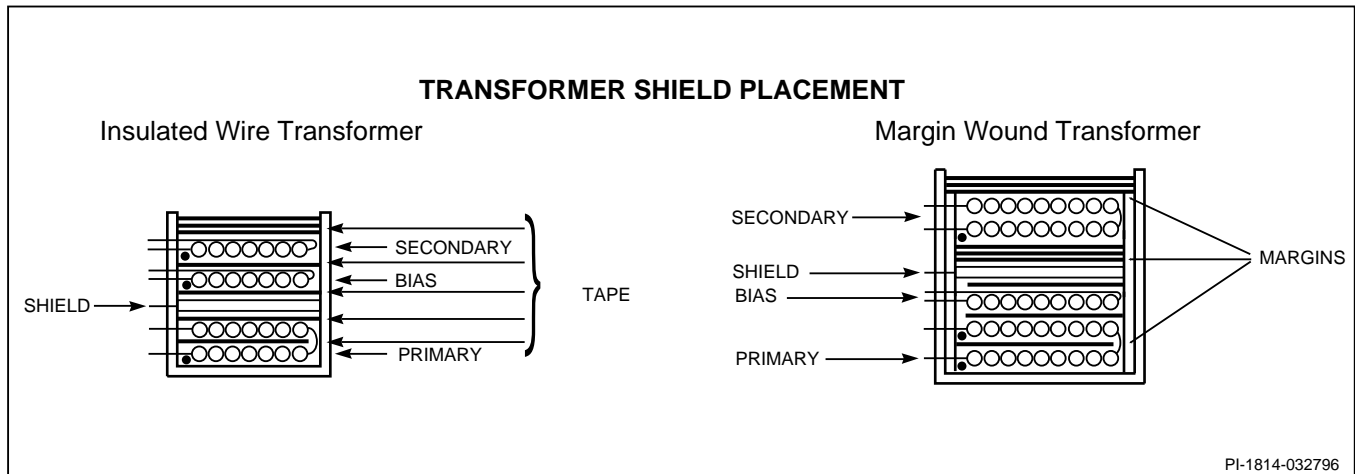 TRANSFORMER SHIELD PLACEMENT
Insulated Wire Transformer
SECONDARY
BIAS
SHIELD
TAPE
PRIMARY
Margin Wound Transformer
SECONDARY
SHIELD
BIAS
MARGINS
PRIMARY
PI-1814-032796